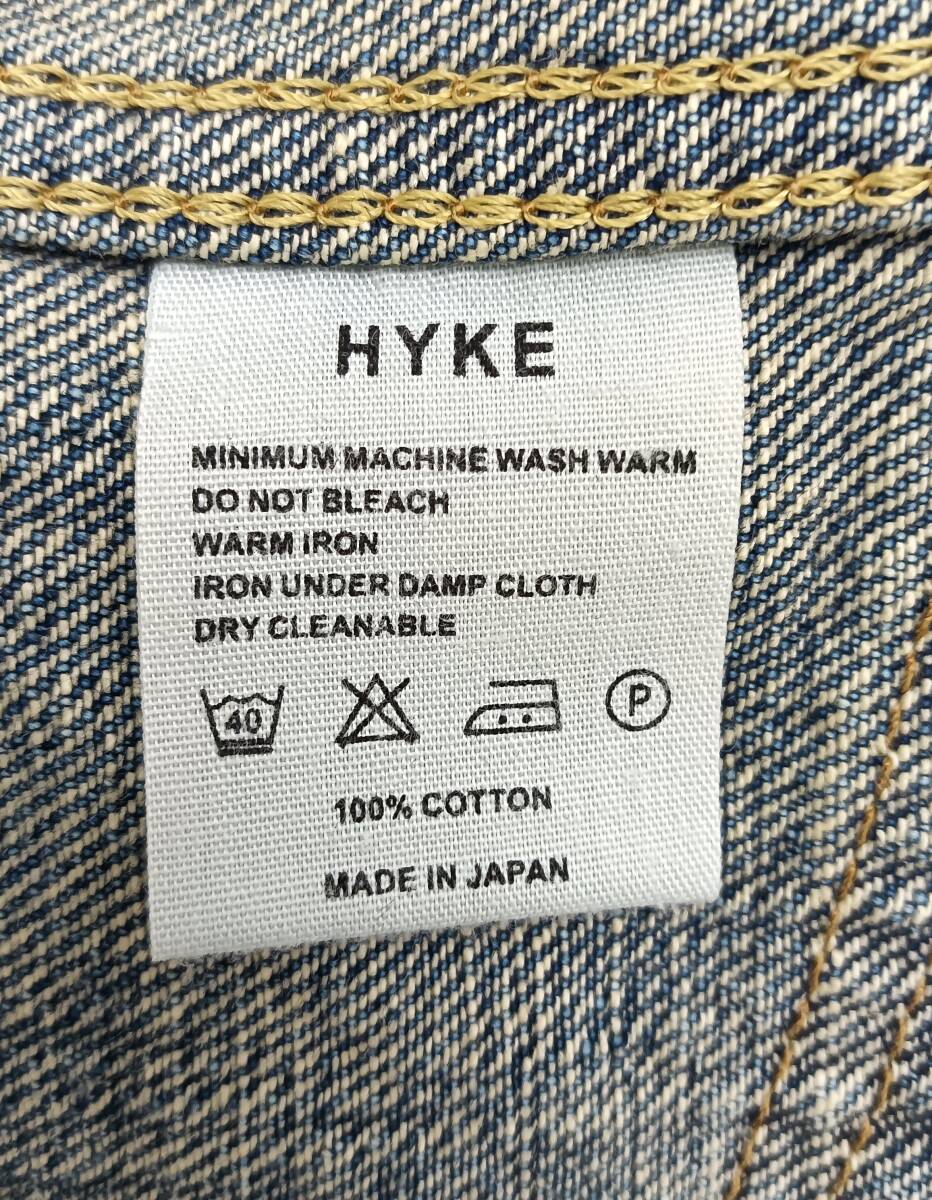 HYKE
MINIMUM MACHINE WASH WARM
DO NOT BLEACH
WARM IRON
IRON UNDER DAMP CLOTH
DRY CLEANABLE
40 P
100% COTTON
MADE IN JAPAN